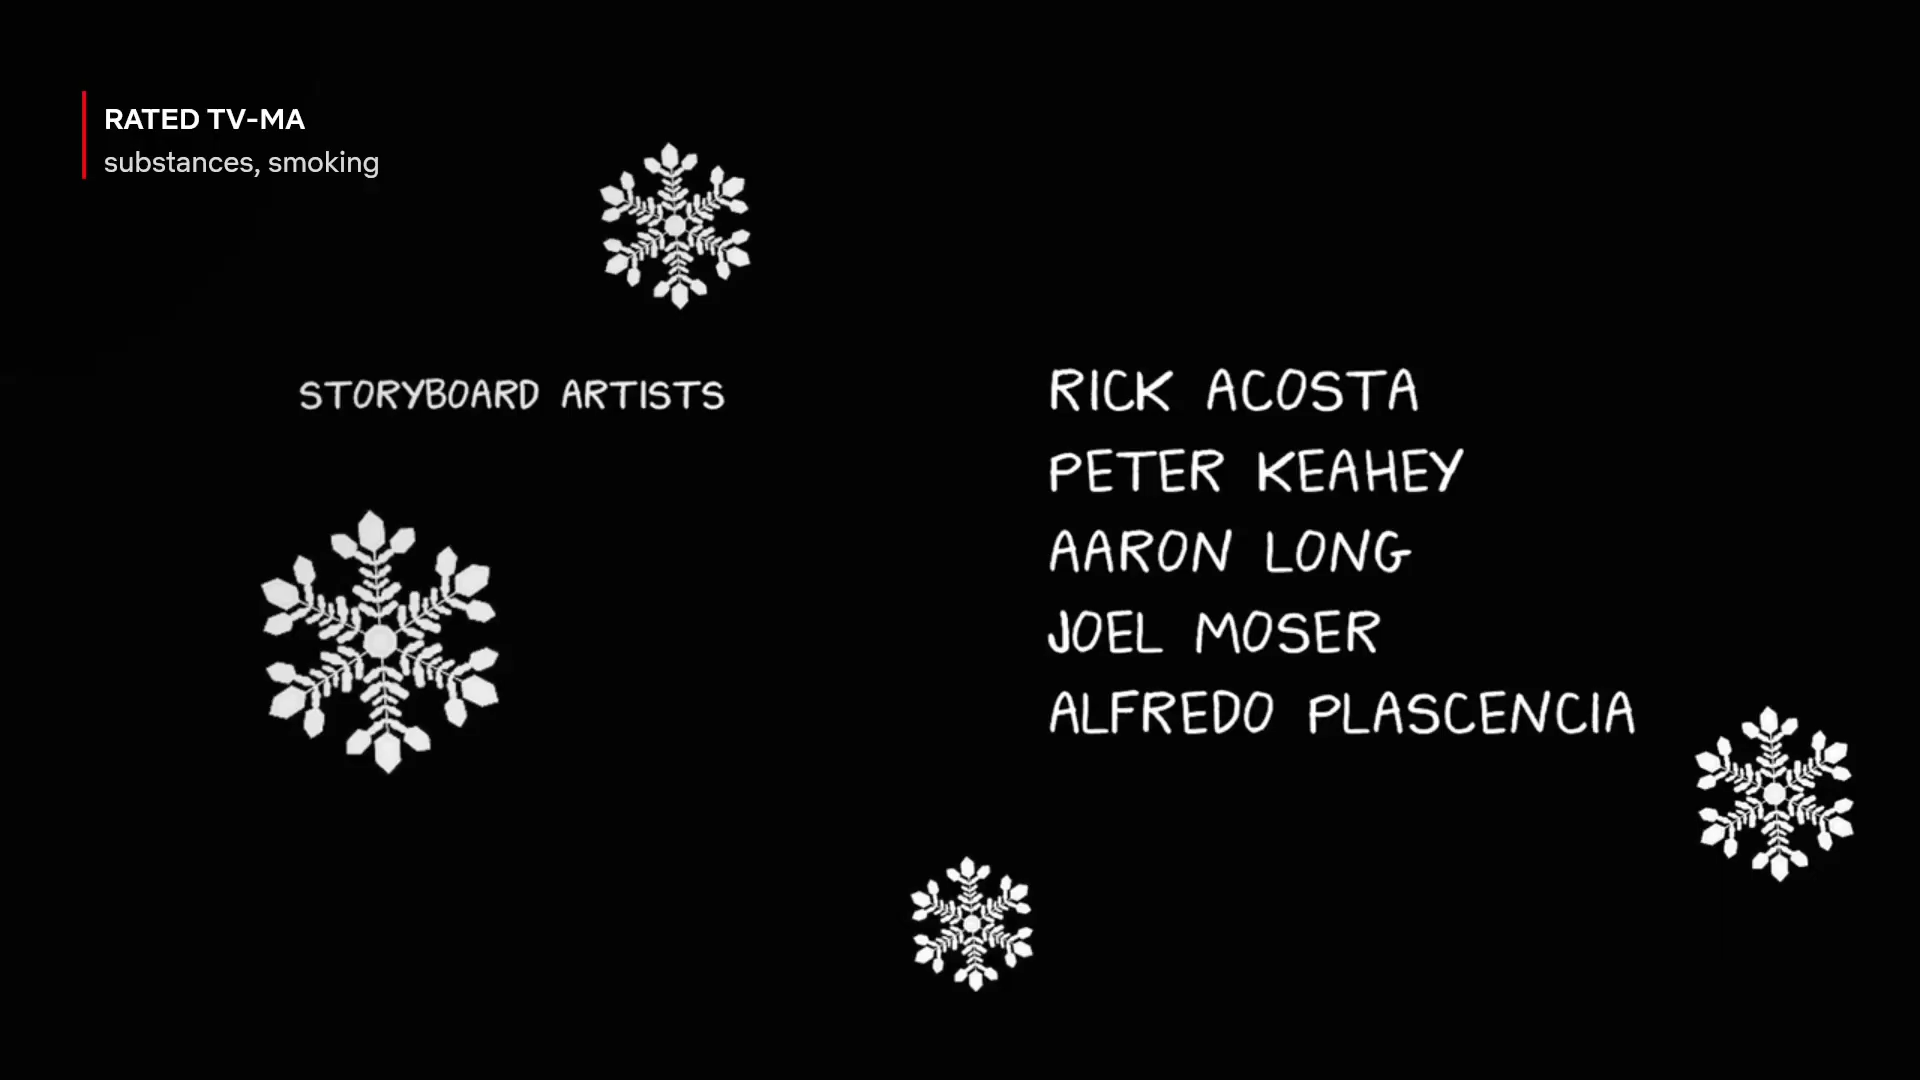 RATED TV-MA
substances, smoking
STORYBOARD ARTISTS
RICK ACOSTA
PETER KEAHEY
AARON LONG
JOEL MOSER
ALFREDO PLASCENCIA